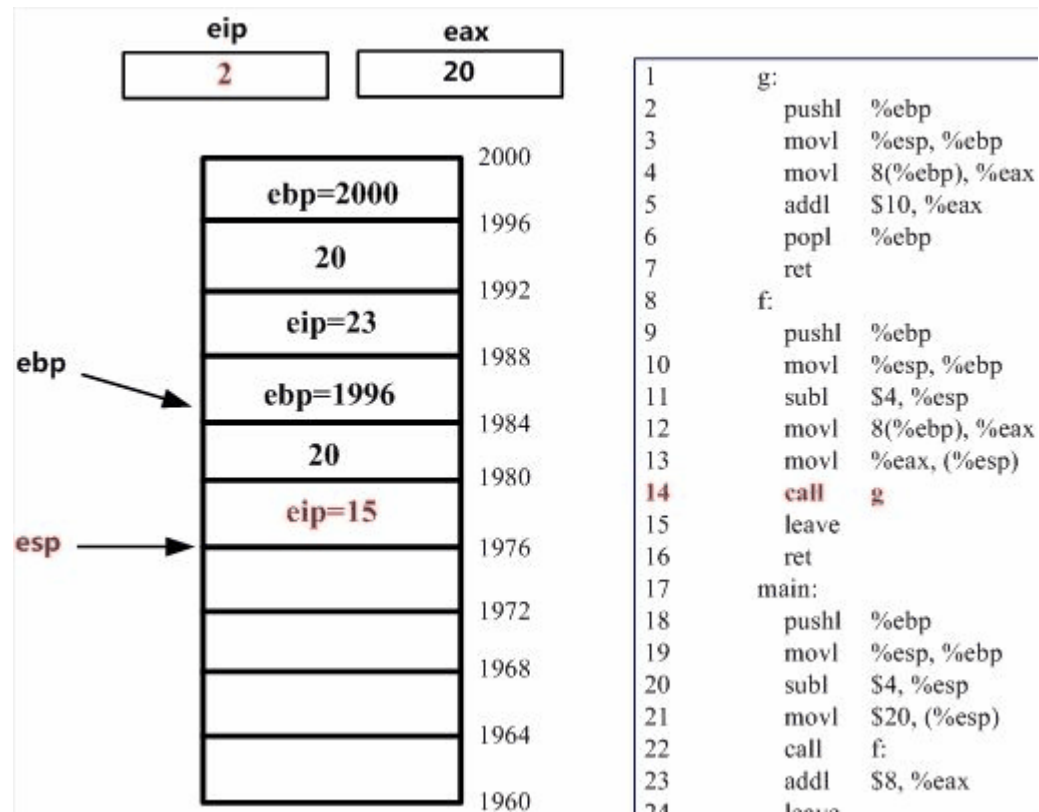 eip
eax
2
20
2000
ebp=2000
1996
20
1992
eip=23
1988
ebp
ebp=1996
1984
20
1980
eip=15
esp
1976
1972
1968
1964
1960
1 g:
2 pushl %ebp
3 movl %esp, %ebp
4 movl 8(%ebp), %eax
5 addl $10, %eax
6 popl %ebp
7 ret
8 f:
9 pushl %ebp
10 movl %esp, %ebp
11 subl $4, %esp
12 movl 8(%ebp), %eax
13 movl %eax, (%esp)
14 call g
15 leave
16 ret
17 main:
18 pushl %ebp
19 movl %esp, %ebp
20 subl $4, %esp
21 movl $20, (%esp)
22 call f:
23 addl $8, %eax
24 leave